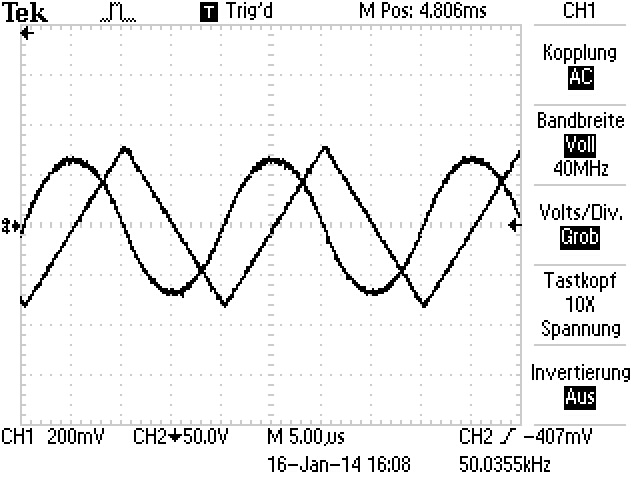 Tek T Trig'd M Pos: 4.806ms CH1
Kopplung
AC
Bandbreite
Voll
40MHz
Volts/Div.
Grob
Tastkopf
10X
Spannung
Invertierung
Aus
CH1 200mV CH2 50.0V M 5.00µs CH2 -407mV
16-Jan-14 16:08 50.0355kHz